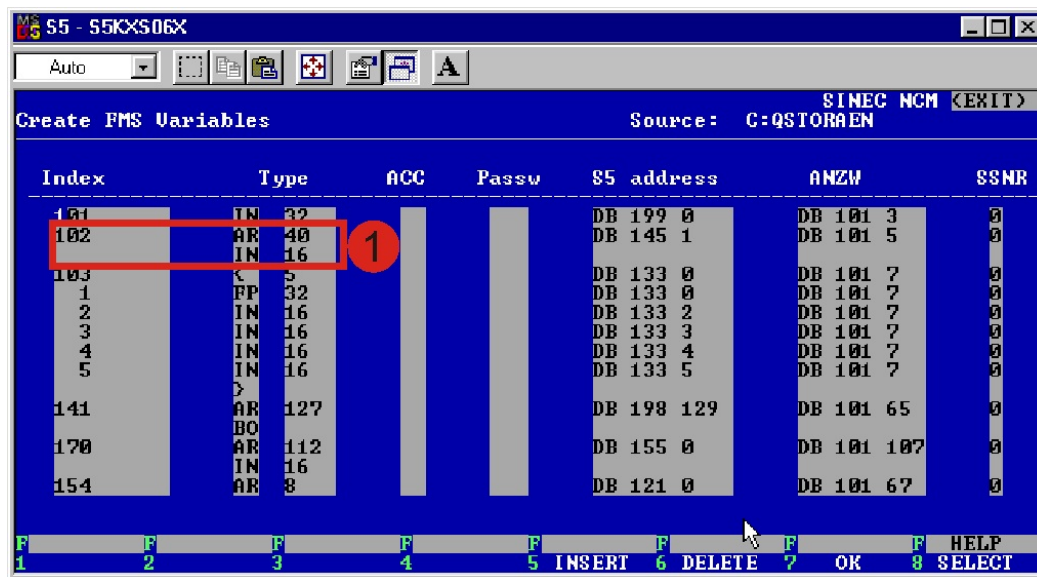 S5 - S5KXS06X
Auto
A
SINEC NCM <EXIT>
Create FMS Variables Source: C:QSTORAEN
Index Type ACC Passw S5 address ANZW SSNR
101 IN 32 DB 199 0 DB 101 3 0
102 AR 40 DB 145 1 DB 101 5 0
IN 16
1
103 < 5 DB 133 0 DB 101 7 0
1 FP 32 DB 133 0 DB 101 7 0
2 IN 16 DB 133 2 DB 101 7 0
3 IN 16 DB 133 3 DB 101 7 0
4 IN 16 DB 133 4 DB 101 7 0
5 IN 16 DB 133 5 DB 101 7 0
>
141 AR 127 DB 198 129 DB 101 65 0
BO
170 AR 112 DB 155 0 DB 101 107 0
IN 16
154 AR 8 DB 121 0 DB 101 67 0
F F F F F F F F HELP
1 2 3 4 5 INSERT 6 DELETE 7 OK 8 SELECT